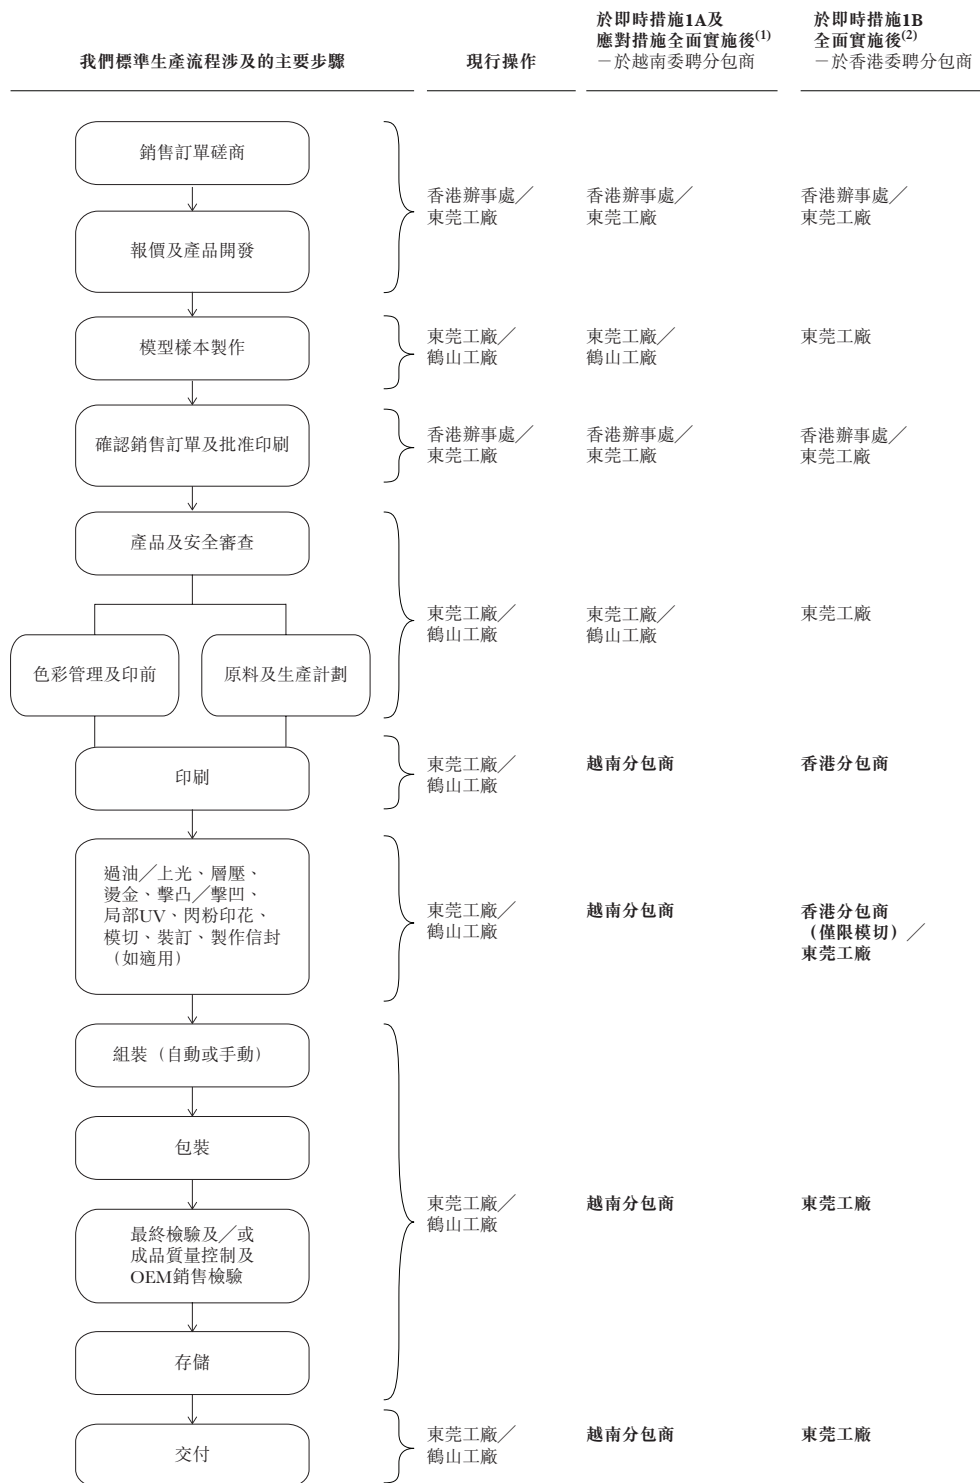 我們標準生產流程涉及的主要步驟
現行操作
於即時措施1A及
應對措施全面實施後(1)
－於越南委聘分包商
於即時措施1B
全面實施後(2)
－於香港委聘分包商
銷售訂單磋商
報價及產品開發
香港辦事處／
東莞工廠
香港辦事處／
東莞工廠
香港辦事處／
東莞工廠
模型樣本製作
東莞工廠／
鶴山工廠
東莞工廠／
鶴山工廠
東莞工廠
確認銷售訂單及批准印刷
香港辦事處／
東莞工廠
香港辦事處／
東莞工廠
香港辦事處／
東莞工廠
產品及安全審查
色彩管理及印前
原料及生產計劃
東莞工廠／
鶴山工廠
東莞工廠／
鶴山工廠
東莞工廠
印刷
東莞工廠／
鶴山工廠
越南分包商
香港分包商
過油／上光、層壓、
燙金、擊凸／擊凹、
局部UV、閃粉印花、
模切、裝訂、製作信封
（如適用）
東莞工廠／
鶴山工廠
越南分包商
香港分包商
（僅限模切）／
東莞工廠
組裝（自動或手動）
包裝
最終檢驗及／或
成品質量控制及
OEM銷售檢驗
存儲
東莞工廠／
鶴山工廠
越南分包商
東莞工廠
交付
東莞工廠／
鶴山工廠
越南分包商
東莞工廠